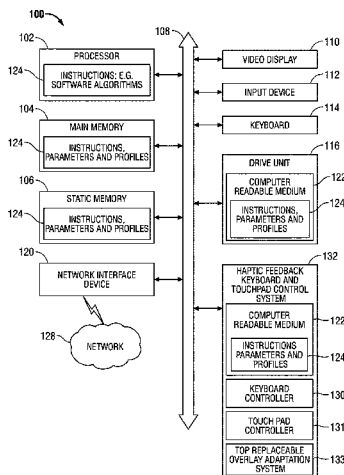 100
102
PROCESSOR
124
INSTRUCTIONS: E.G.
SOFTWARE ALGORITHMS
104
MAIN MEMORY
124
INSTRUCTIONS,
PARAMETERS AND PROFILES
106
STATIC MEMORY
124
INSTRUCTIONS,
PARAMETERS AND PROFILES
120
NETWORK INTERFACE
DEVICE
128
NETWORK
108
110
VIDEO DISPLAY
112
INPUT DEVICE
114
KEYBOARD
116
DRIVE UNIT
COMPUTER
READABLE MEDIUM
122
INSTRUCTIONS,
PARAMETERS AND
PROFILES
124
132
HAPTIC FEEDBACK
KEYBOARD AND
TOUCHPAD CONTROL
SYSTEM
COMPUTER
READABLE MEDIUM
122
INSTRUCTIONS
PARAMETERS AND
PROFILES
124
KEYBOARD
CONTROLLER
130
TOUCH PAD
CONTROLLER
131
TOP REPLACEABLE
OVERLAY ADAPTATION
SYSTEM
133